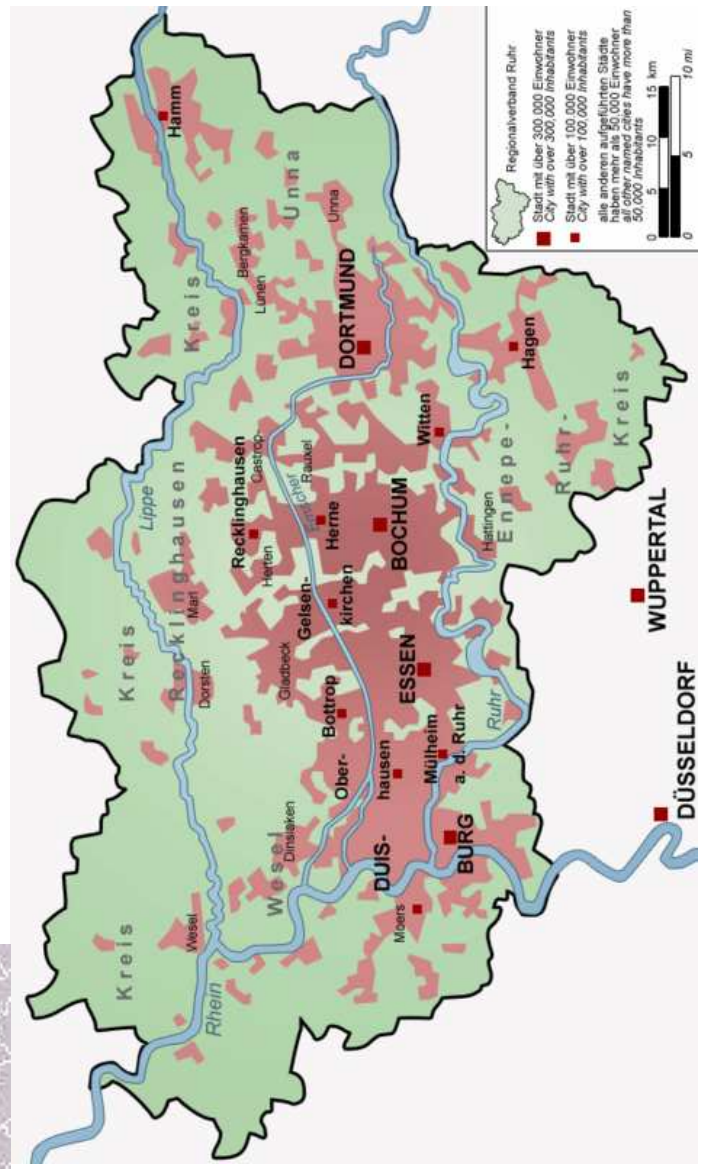 Kreis
Wesel
Rhein
Wesel
Dinslaken
Moers
DUIS-
BURG
Ober-
hausen
Mülheim
a. d. Ruhr
Bottrop
Gladbeck
ESSEN
Ruhr
Kreis
Recklinghausen
Dorsten
Marl
Lippe
Gelsen-
kirchen
Herten
Recklinghausen
Herne
Emscher
Castrop-
Rauxel
BOCHUM
Hattingen
Witten
DORTMUND
Kreis
Unna
Lünen
Bergkamen
Unna
Hamm
Hagen
Ennepe-
Ruhr-
Kreis
WUPPERTAL
DÜSSELDORF
Regionalverband Ruhr
Stadt mit über 300.000 Einwohner
City with over 300,000 Inhabitants
Stadt mit über 100.000 Einwohner
City with over 100,000 Inhabitants
alle anderen aufgeführten Städte
haben mehr als 50.000 Einwohner
all other named cities have more than
50,000 Inhabitants
0 5 10 15 km
0 5 10 mi